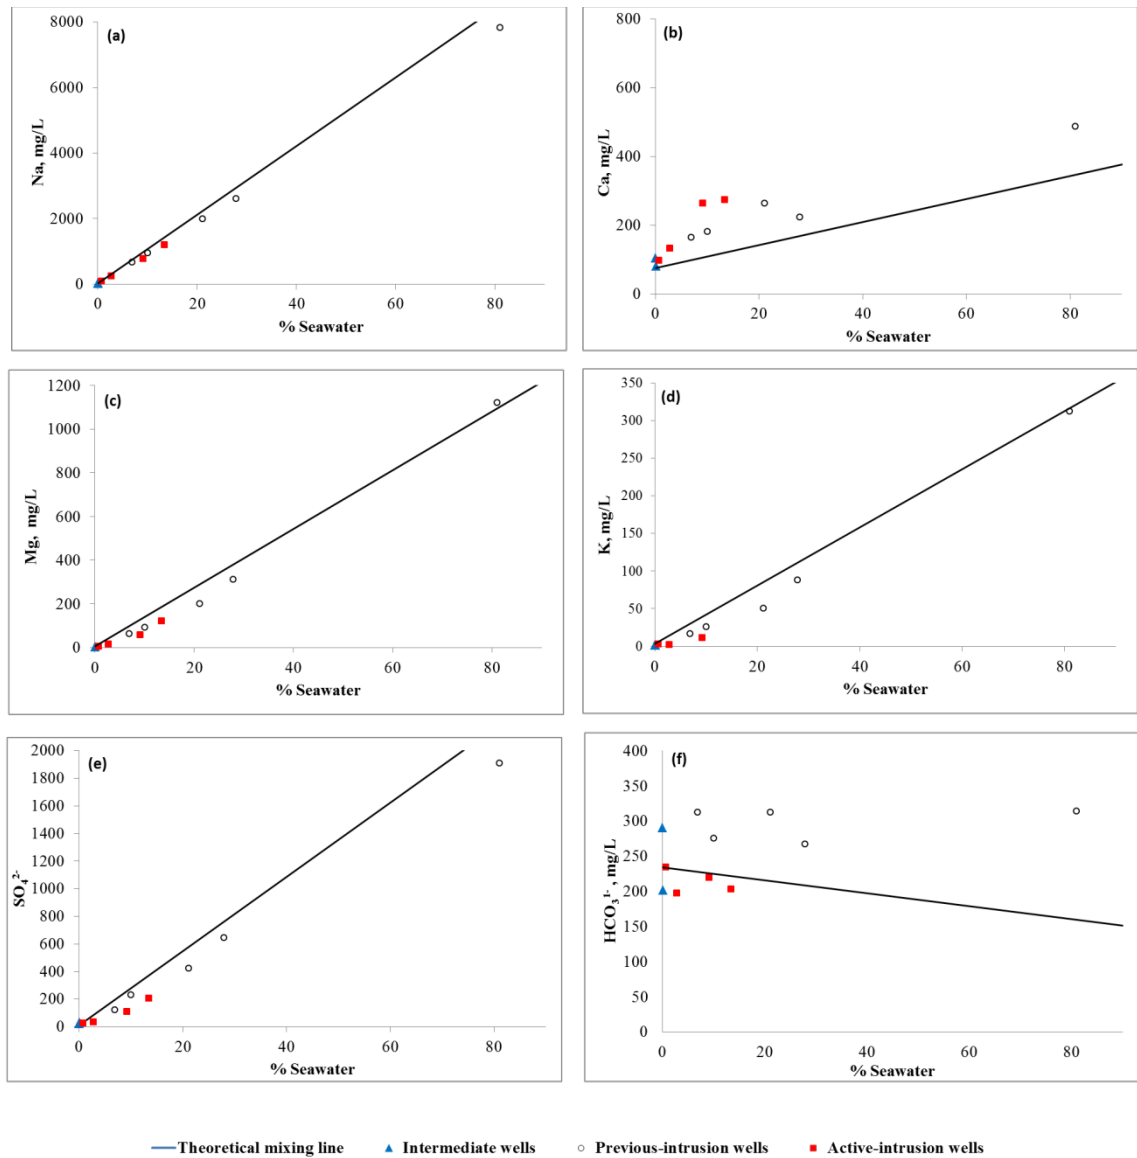 (a)
8000
6000
4000
2000
0
Na, mg/L
0 20 40 60 80
% Seawater
(b)
800
600
400
200
0
Ca, mg/L
0 20 40 60 80
% Seawater
(c)
1200
1000
800
600
400
200
0
Mg, mg/L
0 20 40 60 80
% Seawater
(d)
350
300
250
200
150
100
50
0
K, mg/L
0 20 40 60 80
% Seawater
(e)
2000
1800
1600
1400
1200
1000
800
600
400
200
0
SO₄²⁻
0 20 40 60 80
% Seawater
(f)
400
350
300
250
200
150
100
50
0
HCO₃¹⁻, mg/L
0 20 40 60 80
% Seawater
Theoretical mixing line Intermediate wells Previous-intrusion wells Active-intrusion wells